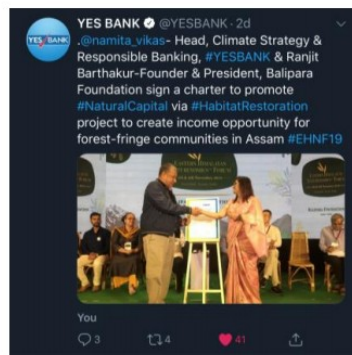 YES BANK @YESBANK · 2d
YES BANK
.@namita_vikas- Head, Climate Strategy &
Responsible Banking, #YESBANK & Ranjit
Barthakur-Founder & President, Balipara
Foundation sign a charter to promote
#NaturalCapital via #HabitatRestoration
project to create income opportunity for
forest-fringe communities in Assam #EHNF19
EASTERN HIMALAYAN
You
3 4 41